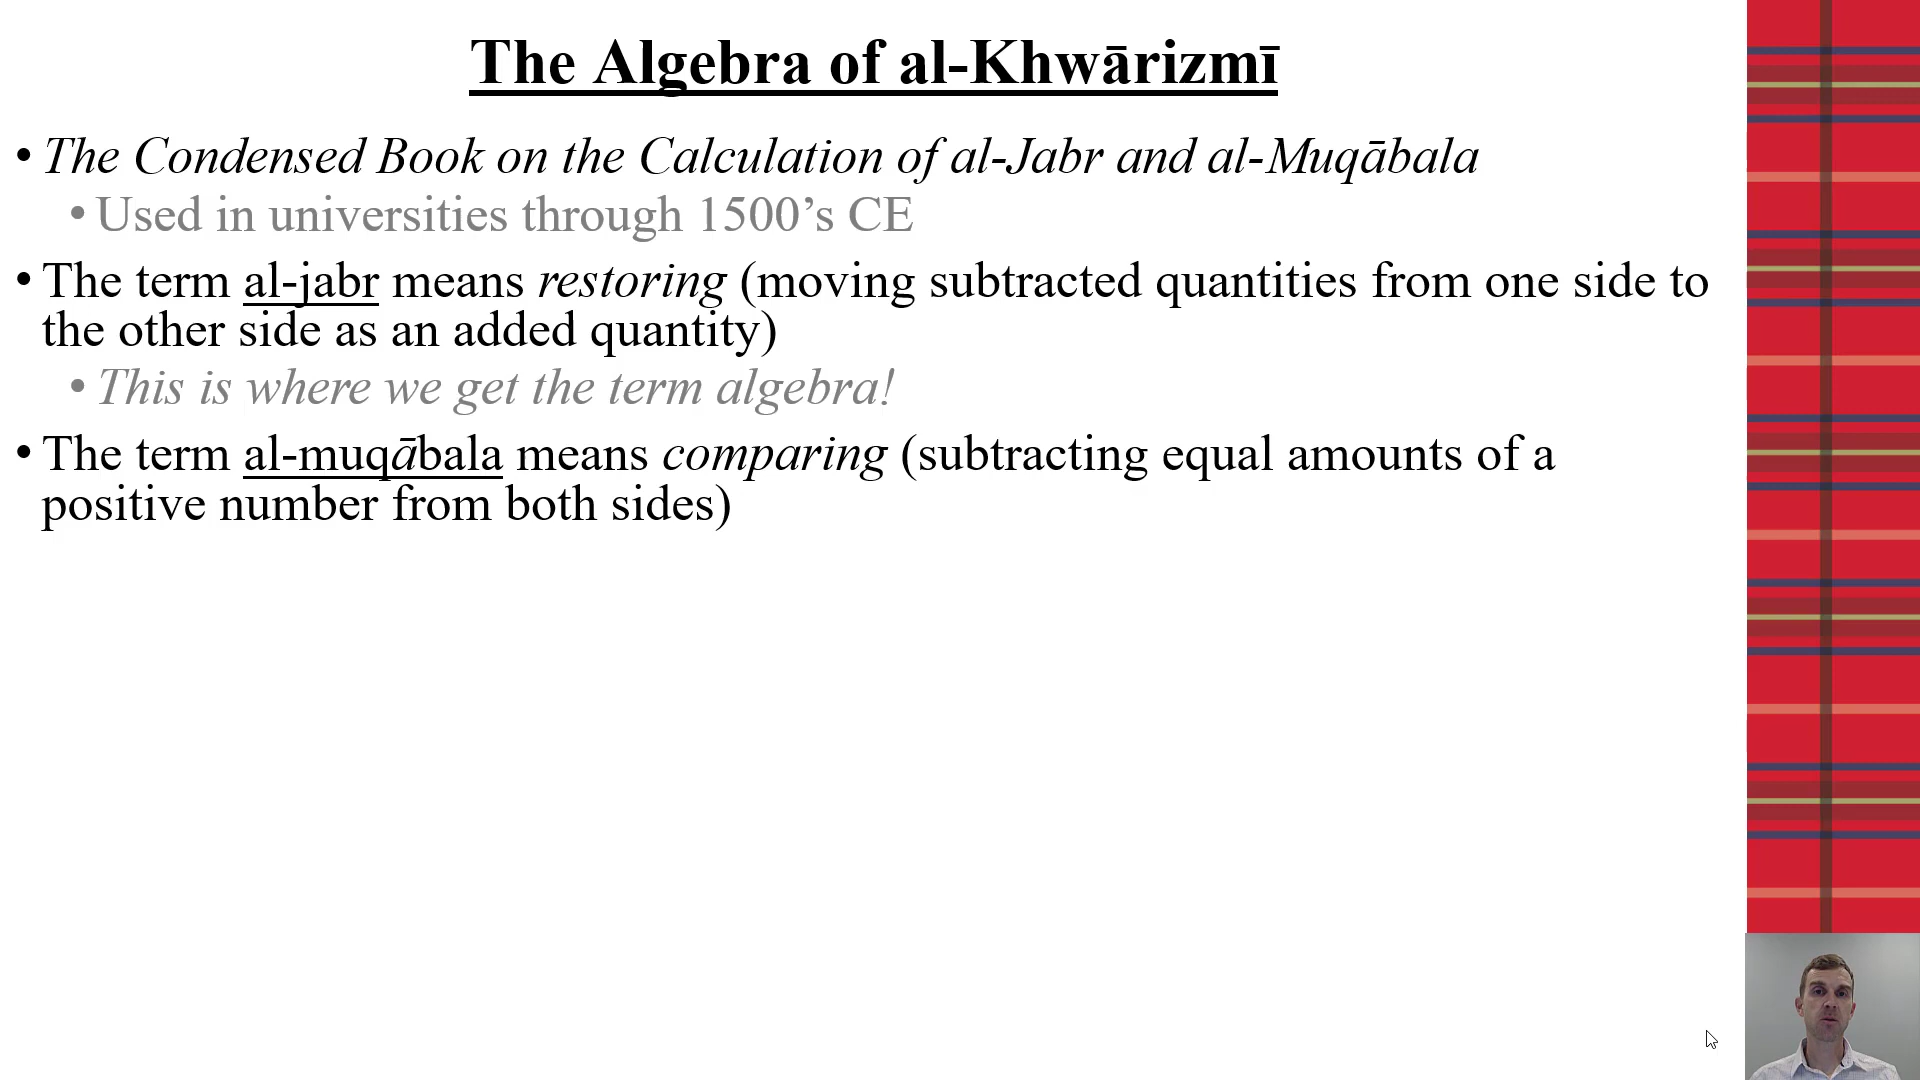 The Algebra of al-Khwārizmī
• The Condensed Book on the Calculation of al-Jabr and al-Muqābala
• Used in universities through 1500’s CE
• The term al-jabr means restoring (moving subtracted quantities from one side to
the other side as an added quantity)
• This is where we get the term algebra!
• The term al-muqābala means comparing (subtracting equal amounts of a
positive number from both sides)